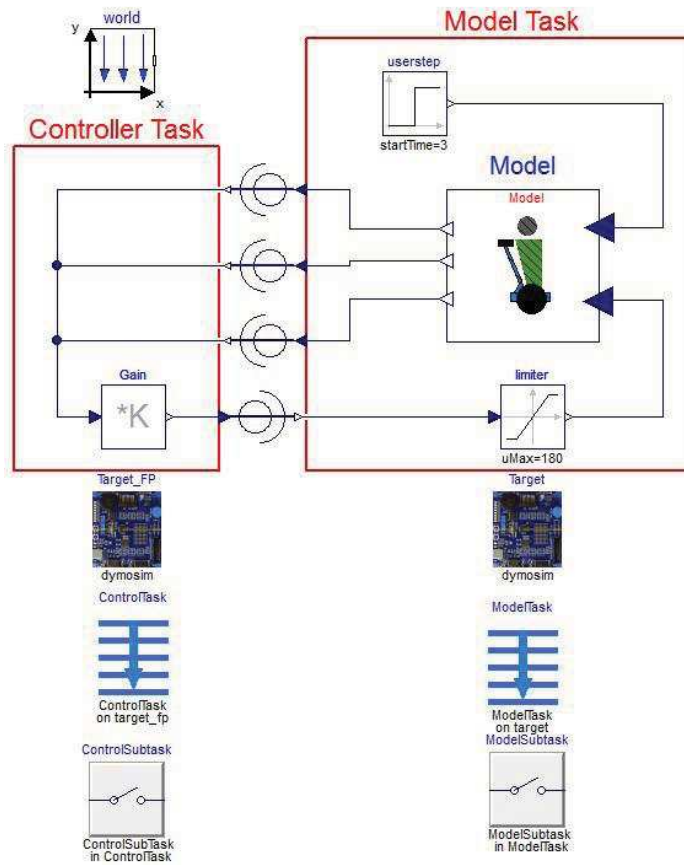 world
y
x
Model Task
userstep
startTime=3
Controller Task
Model
Model
Gain
*K
limiter
uMax=180
Target_FP
dymosim
Target
dymosim
ControlTask
ControlTask
on target_fp
ModelTask
ModelTask
on target
ControlSubtask
ControlSubTask
in ControlTask
ModelSubtask
ModelSubtask
in ModelTask